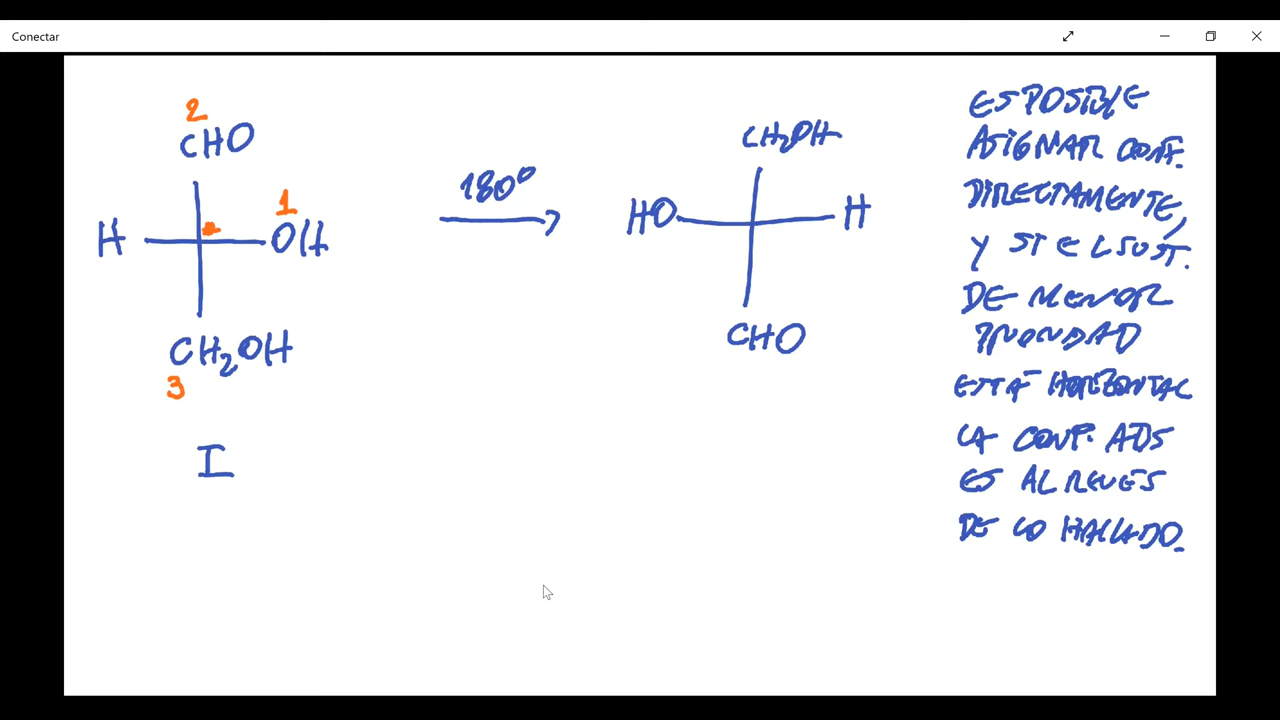 Conectar
2
CHO
H
1
OH
CH₂OH
3
I
180°
CH₂OH
HO
H
CHO
ES POSIBLE
ASIGNAR CONF.
DIRECTAMENTE,
Y SI EL SUST.
DE MENOR
PRIORIDAD
ESTÁ HORIZONTAL
LA CONF. ABS
ES AL REVES
DE LO HALLADO.